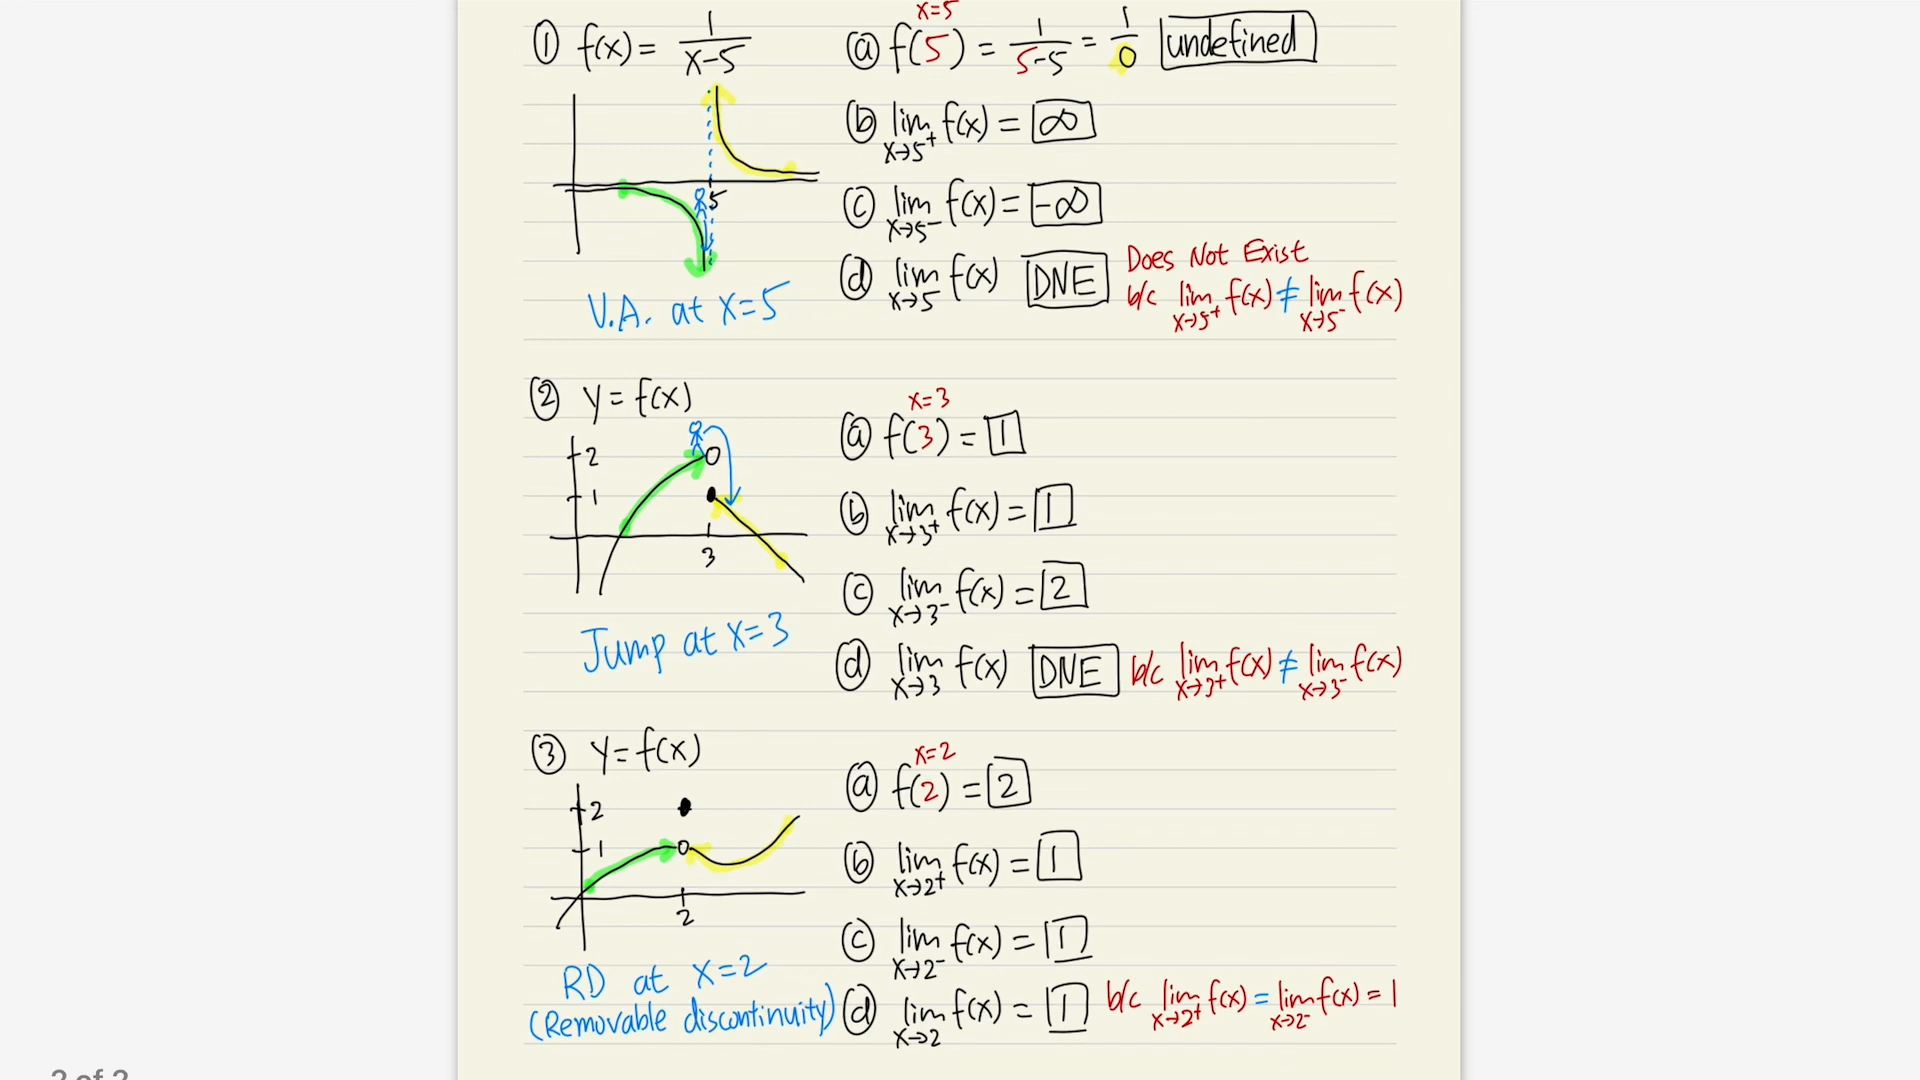 ① f(x) = 1/(x-5)
x=5
ⓐ f(5) = 1/(5-5) = 1/0 undefined
ⓑ lim x→5⁺ f(x) = ∞
ⓒ lim x→5⁻ f(x) = -∞
ⓓ lim x→5 f(x) DNE
Does Not Exist
b/c lim x→5⁺ f(x) ≠ lim x→5⁻ f(x)
5
V.A. at x=5
② y = f(x)
2
1
3
Jump at x=3
x=3
ⓐ f(3) = 1
ⓑ lim x→3⁺ f(x) = 1
ⓒ lim x→3⁻ f(x) = 2
ⓓ lim x→3 f(x) DNE b/c lim x→3⁺ f(x) ≠ lim x→3⁻ f(x)
③ y = f(x)
2
1
2
RD at x=2
(Removable discontinuity)
x=2
ⓐ f(2) = 2
ⓑ lim x→2⁺ f(x) = 1
ⓒ lim x→2⁻ f(x) = 1
ⓓ lim x→2 f(x) = 1 b/c lim x→2⁺ f(x) = lim x→2⁻ f(x) = 1
2 of 2